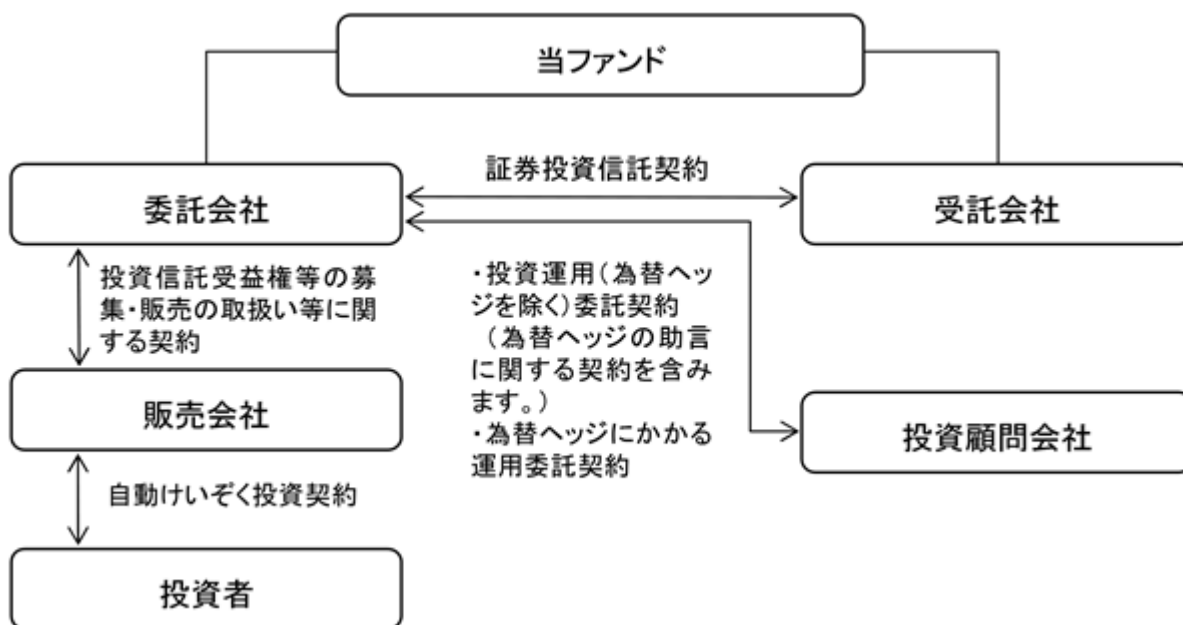 当ファンド
証券投資信託契約
委託会社
受託会社
投資信託受益権等の募
集・販売の取扱い等に関
する契約
・投資運用(為替ヘッ
ジを除く)委託契約
(為替ヘッジの助言
に関する契約を含み
ます。)
・為替ヘッジにかかる
運用委託契約
販売会社
投資顧問会社
自動けいぞく投資契約
投資者